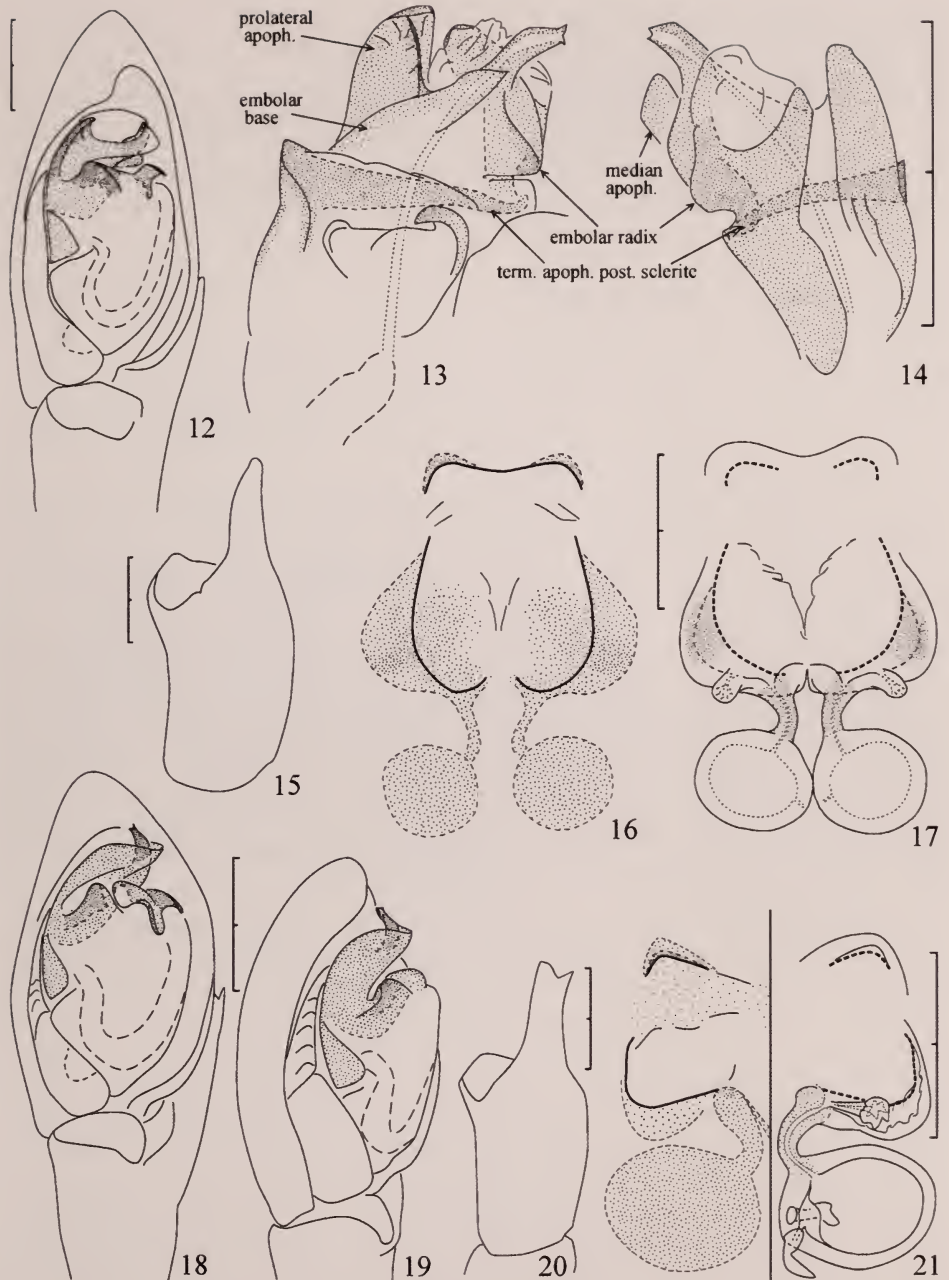 prolateral
apoph.
embolar
base
median
apoph.
embolar radix
term. apoph. post. sclerite
12
13
14
15
16
17
18
19
20
21